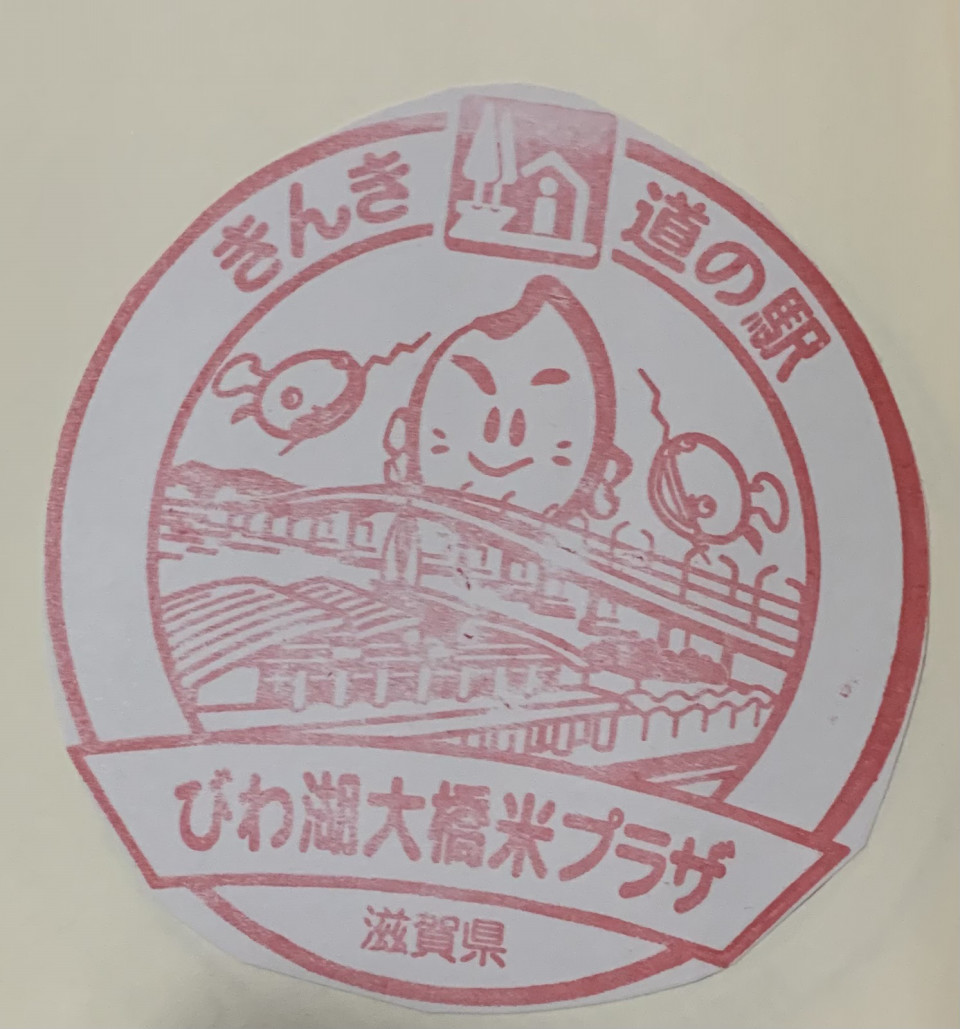 きんき
道の駅
びわ湖大橋米プラザ
滋賀県